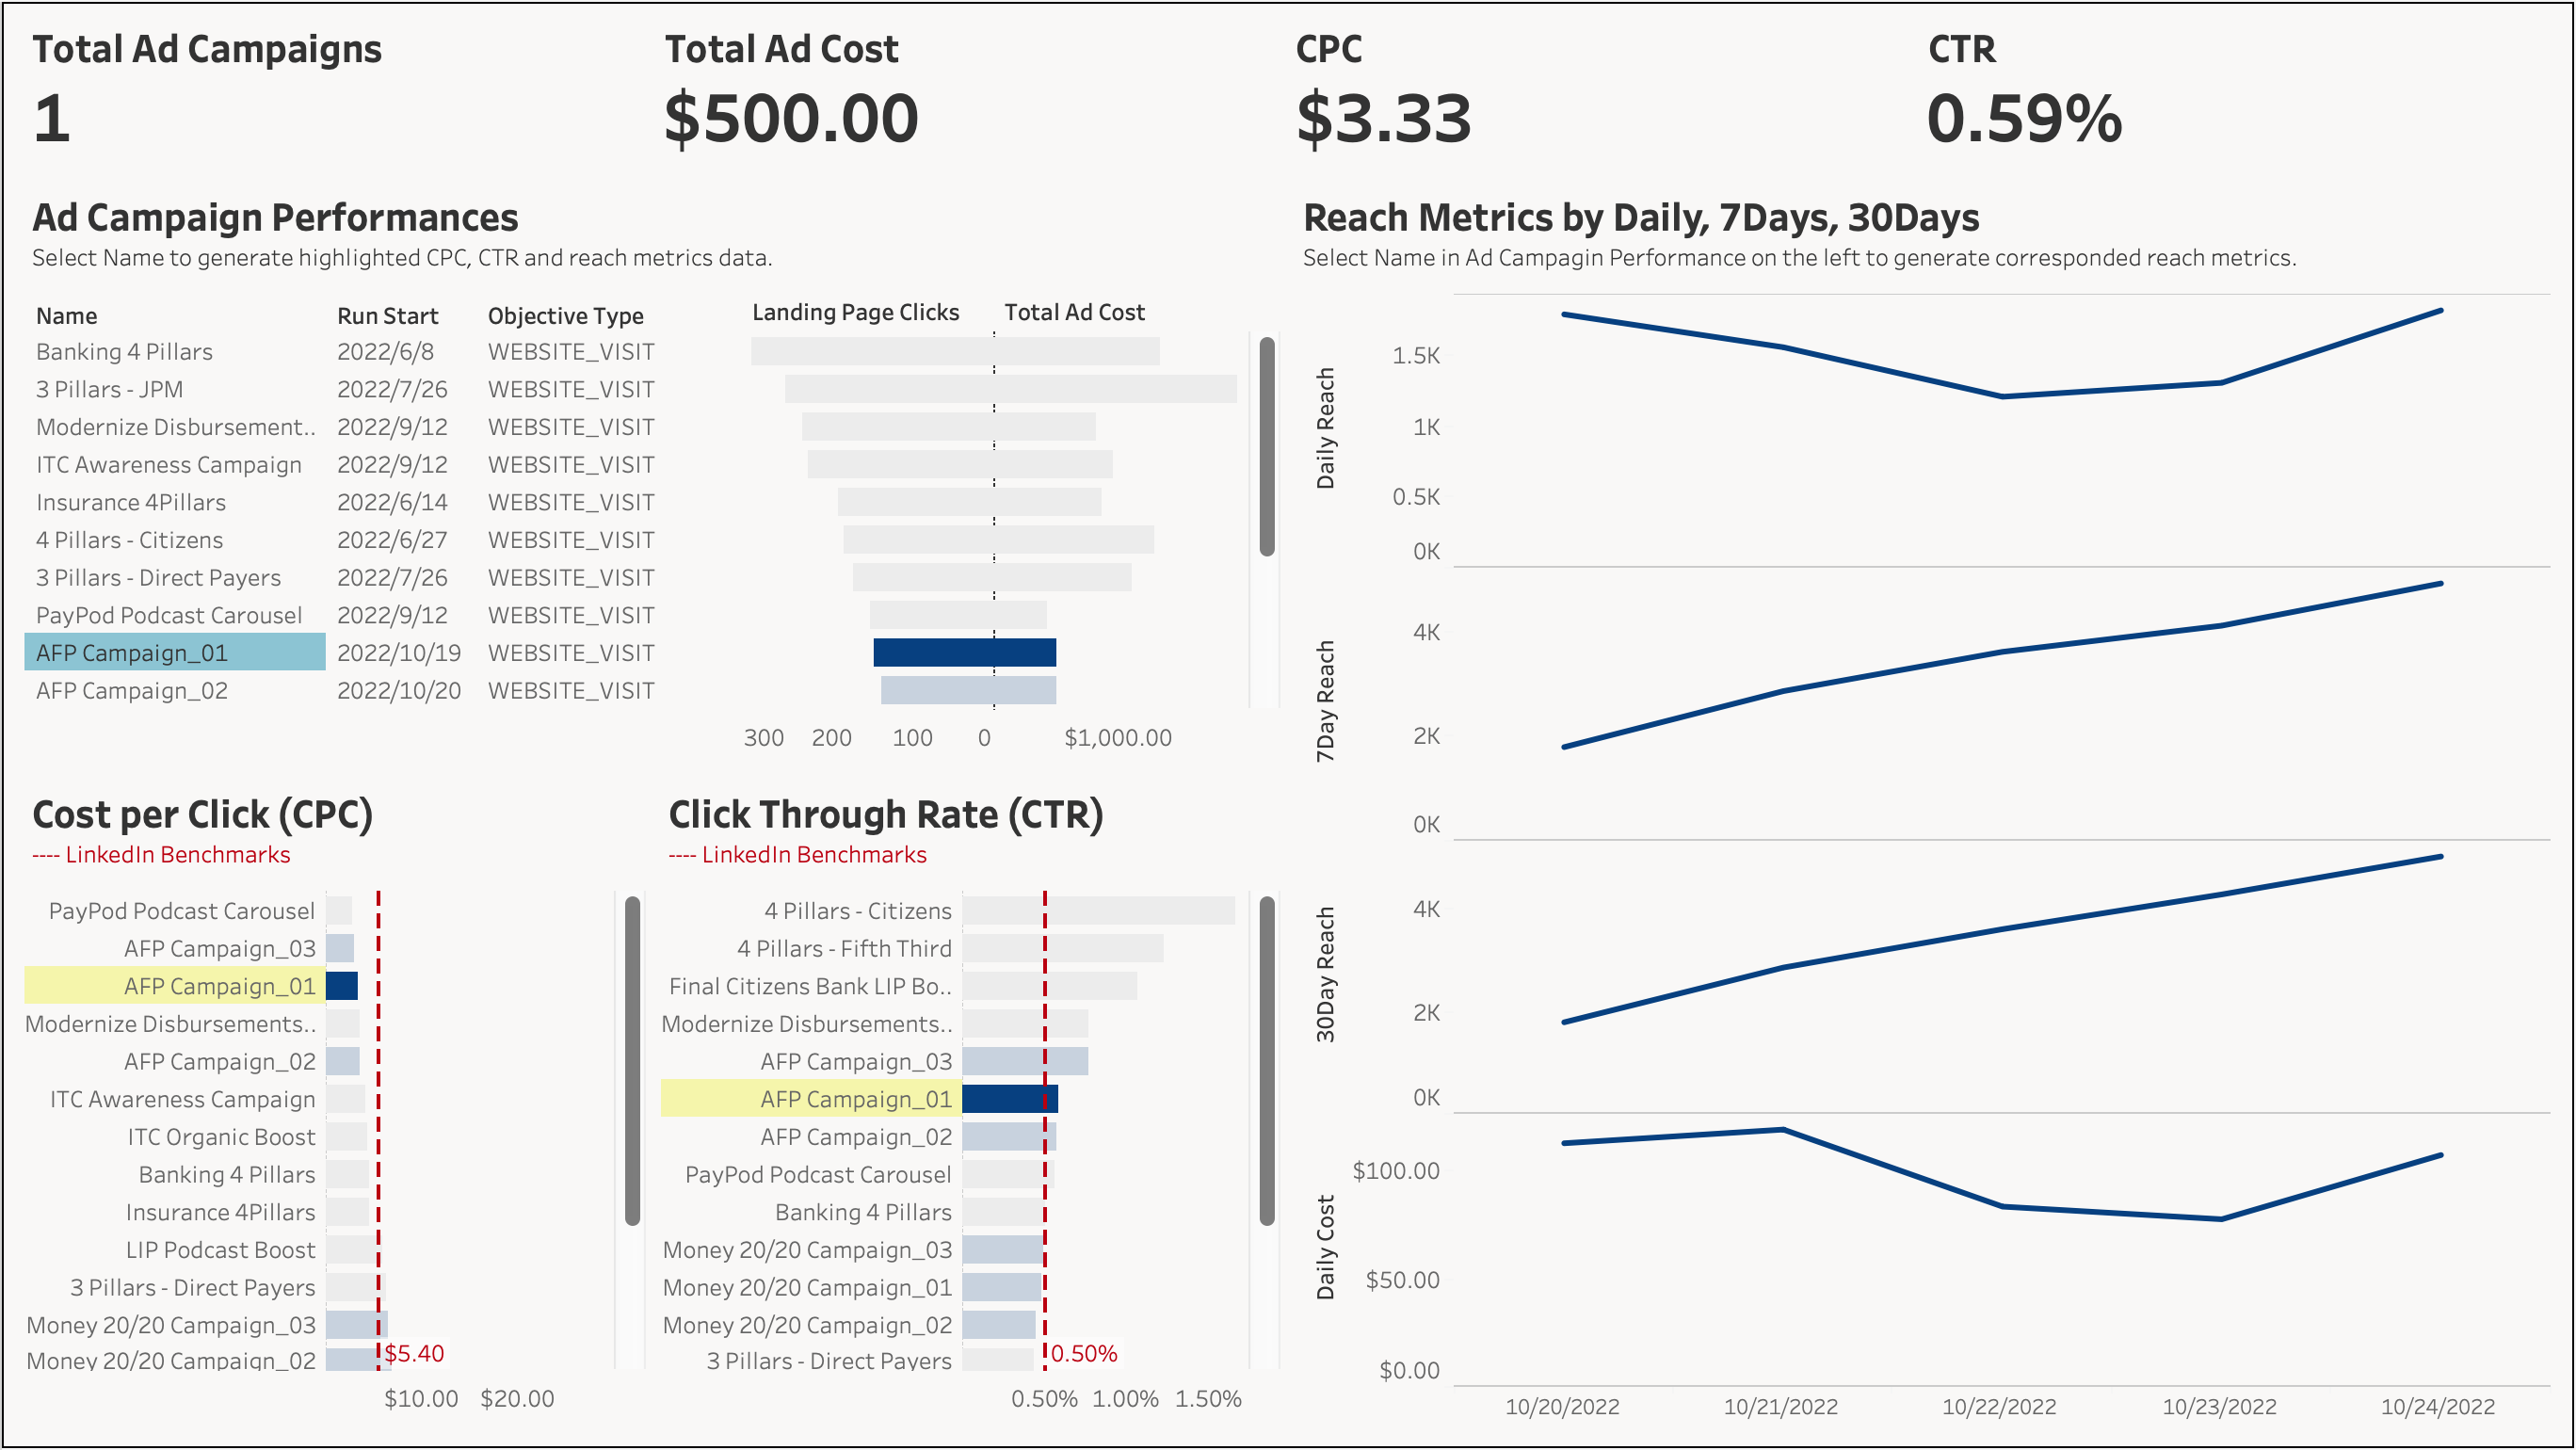 Total Ad Campaigns
1
Total Ad Cost
$500.00
CPC
$3.33
CTR
0.59%
Ad Campaign Performances
Select Name to generate highlighted CPC, CTR and reach metrics data.
Name Run Start Objective Type Landing Page Clicks Total Ad Cost
Banking 4 Pillars 2022/6/8 WEBSITE_VISIT
3 Pillars - JPM 2022/7/26 WEBSITE_VISIT
Modernize Disbursement.. 2022/9/12 WEBSITE_VISIT
ITC Awareness Campaign 2022/9/12 WEBSITE_VISIT
Insurance 4Pillars 2022/6/14 WEBSITE_VISIT
4 Pillars - Citizens 2022/6/27 WEBSITE_VISIT
3 Pillars - Direct Payers 2022/7/26 WEBSITE_VISIT
PayPod Podcast Carousel 2022/9/12 WEBSITE_VISIT
AFP Campaign_01 2022/10/19 WEBSITE_VISIT
AFP Campaign_02 2022/10/20 WEBSITE_VISIT
300 200 100 0 $1,000.00
Cost per Click (CPC)
---- LinkedIn Benchmarks
PayPod Podcast Carousel
AFP Campaign_03
AFP Campaign_01
Modernize Disbursements..
AFP Campaign_02
ITC Awareness Campaign
ITC Organic Boost
Banking 4 Pillars
Insurance 4Pillars
LIP Podcast Boost
3 Pillars - Direct Payers
Money 20/20 Campaign_03
Money 20/20 Campaign_02
$5.40
$10.00 $20.00
Click Through Rate (CTR)
---- LinkedIn Benchmarks
4 Pillars - Citizens
4 Pillars - Fifth Third
Final Citizens Bank LIP Bo..
Modernize Disbursements..
AFP Campaign_03
AFP Campaign_01
AFP Campaign_02
PayPod Podcast Carousel
Banking 4 Pillars
Money 20/20 Campaign_03
Money 20/20 Campaign_01
Money 20/20 Campaign_02
3 Pillars - Direct Payers
0.50%
0.50% 1.00% 1.50%
Reach Metrics by Daily, 7Days, 30Days
Select Name in Ad Campagin Performance on the left to generate corresponded reach metrics.
Daily Reach
1.5K
1K
0.5K
0K
7Day Reach
4K
2K
0K
30Day Reach
4K
2K
0K
Daily Cost
$100.00
$50.00
$0.00
10/20/2022 10/21/2022 10/22/2022 10/23/2022 10/24/2022